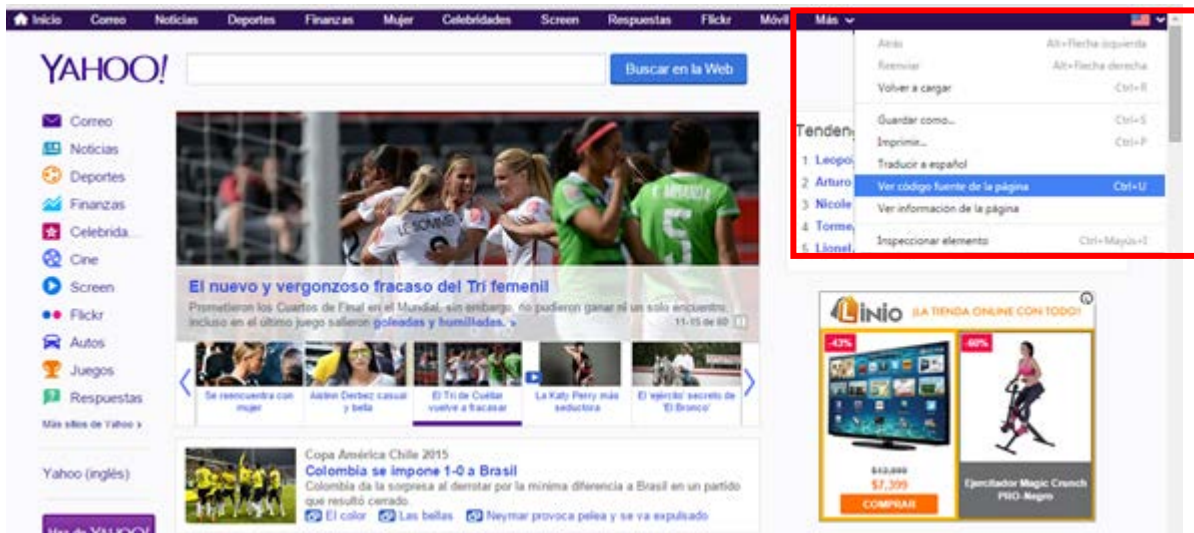 Inicio Correo Noticias Deportes Finanzas Mujer Celebridades Screen Respuestas Flickr Móvil Más
YAHOO!
Buscar en la Web
Atrás Alt+Flecha izquierda
Reenviar Alt+Flecha derecha
Volver a cargar Ctrl+R
Guardar como... Ctrl+S
Imprimir... Ctrl+P
Traducir a español
Ver código fuente de la página Ctrl+U
Ver información de la página
Inspeccionar elemento Ctrl+Mayús+I
Correo
Noticias
Deportes
Finanzas
Celebrida...
Cine
Screen
Flickr
Autos
Juegos
Respuestas
Más sitios de Yahoo >
Yahoo (inglés)
LE SOMMER
9
5
El nuevo y vergonzoso fracaso del Tri femenil
Prometieron los Cuartos de Final en el Mundial, sin embargo, no pudieron ganar ni un solo encuentro,
incluso en el último juego salieron goleadas y humilladas. »
11-15 de 60
Se reencuentra con
mujer
Aislinn Derbez casual
y bella
El Tri de Cuéllar
vuelve a fracasar
La Katy Perry más
seductora
El 'ejército' secreto de
'El Bronco'
Copa América Chile 2015
Colombia se impone 1-0 a Brasil
Colombia da la sorpresa al derrotar por la mínima diferencia a Brasil en un partido
que resultó cerrado.
El color Las bellas Neymar provoca pelea y se va expulsado
Tenden
1 Leopo
2 Arturo
3 Nicole
4 Torme
5 Lionel
Linio ¡LA TIENDA ONLINE CON TODO!
-43%
-60%
$12,999
$7,399
COMPRAR
Ejercitador Magic Crunch
PRO-Negro